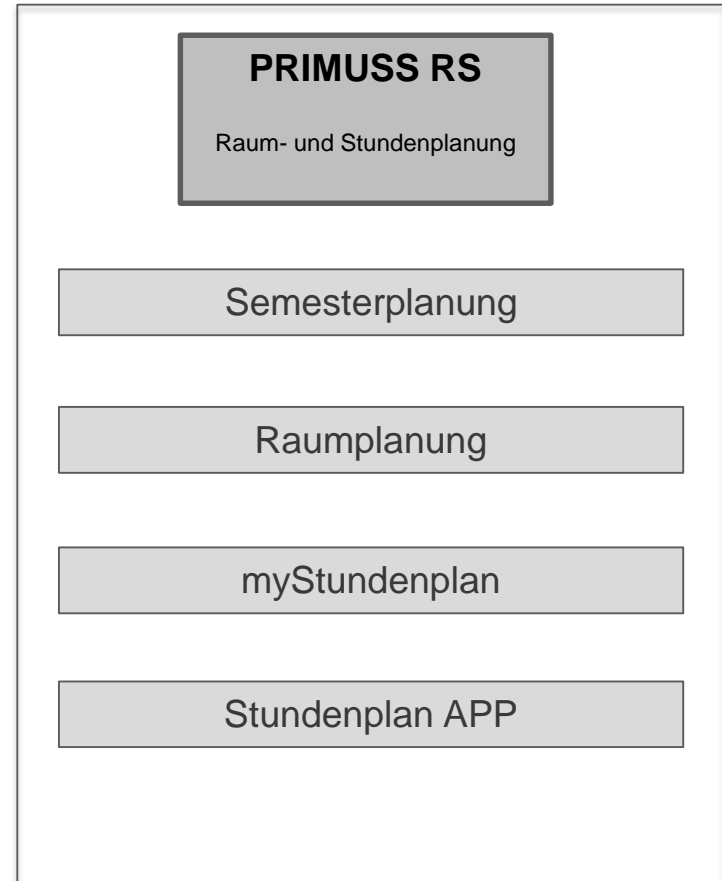 PRIMUSS RS
Raum- und Stundenplanung
Semesterplanung
Raumplanung
myStundenplan
Stundenplan APP